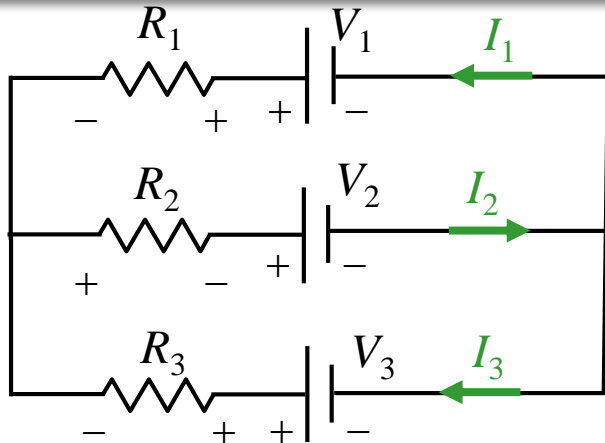 R₁ V₁ I₁
− + + −
R₂ V₂ I₂
+ − + −
R₃ V₃ I₃
− + + −